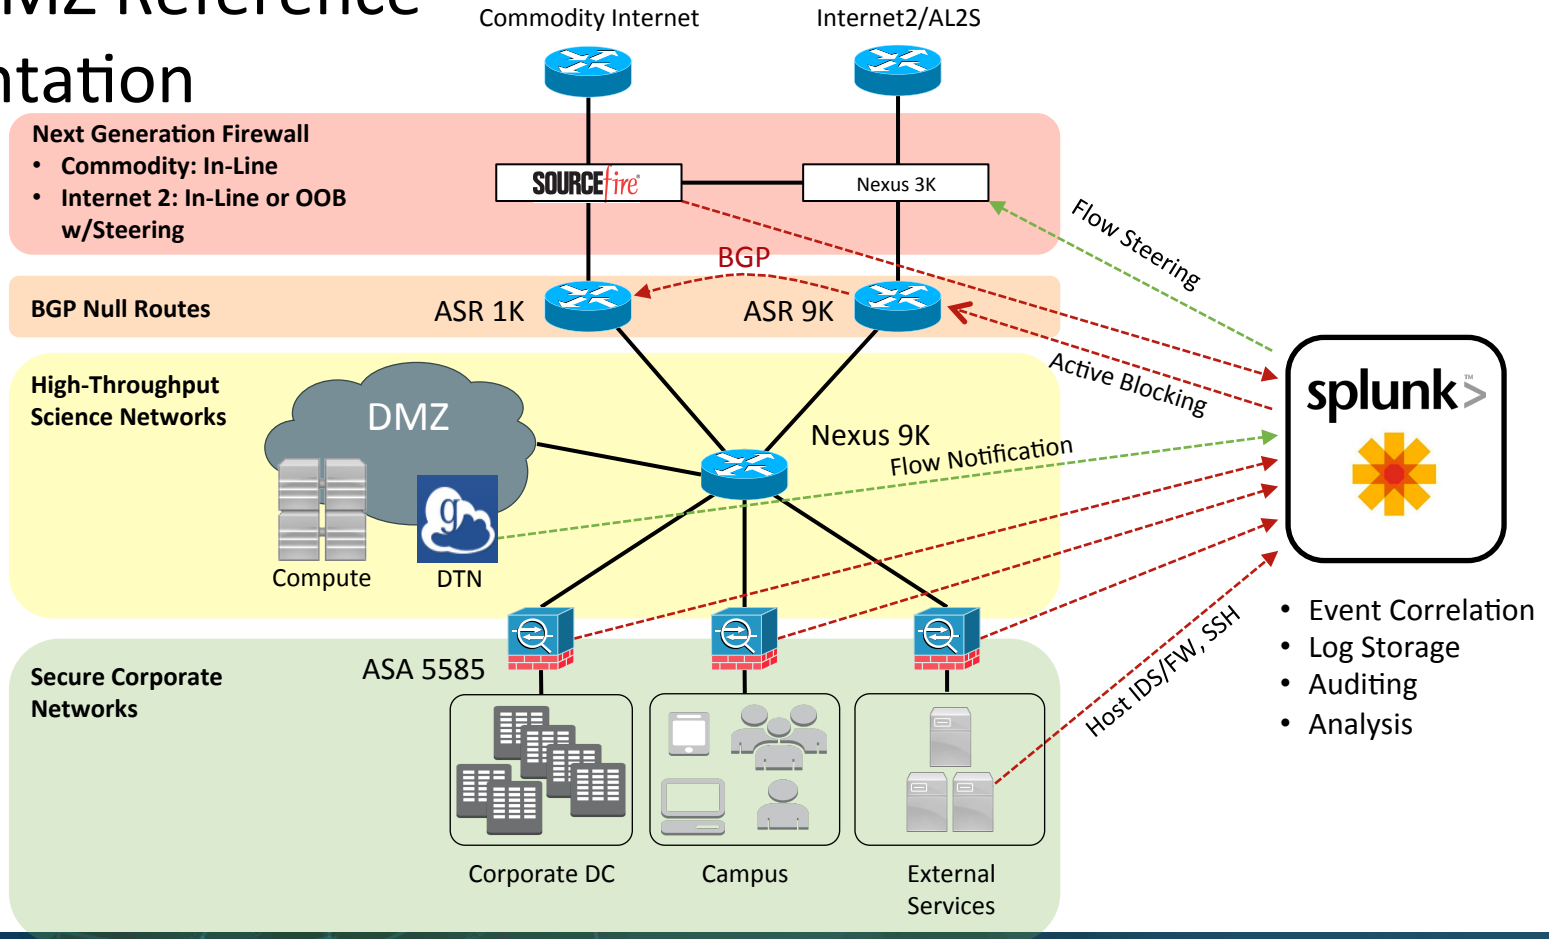 MZ Reference
ntation
Commodity Internet
Internet2/AL2S
Next Generation Firewall
• Commodity: In-Line
• Internet 2: In-Line or OOB
w/Steering
SOURCEfire®
Nexus 3K
Flow Steering
BGP
BGP Null Routes
ASR 1K
ASR 9K
Active Blocking
splunk>™
High-Throughput
Science Networks
DMZ
Nexus 9K
Flow Notification
g
Compute
DTN
Host IDS/FW, SSH
• Event Correlation
• Log Storage
• Auditing
• Analysis
ASA 5585
Secure Corporate
Networks
Corporate DC
Campus
External
Services